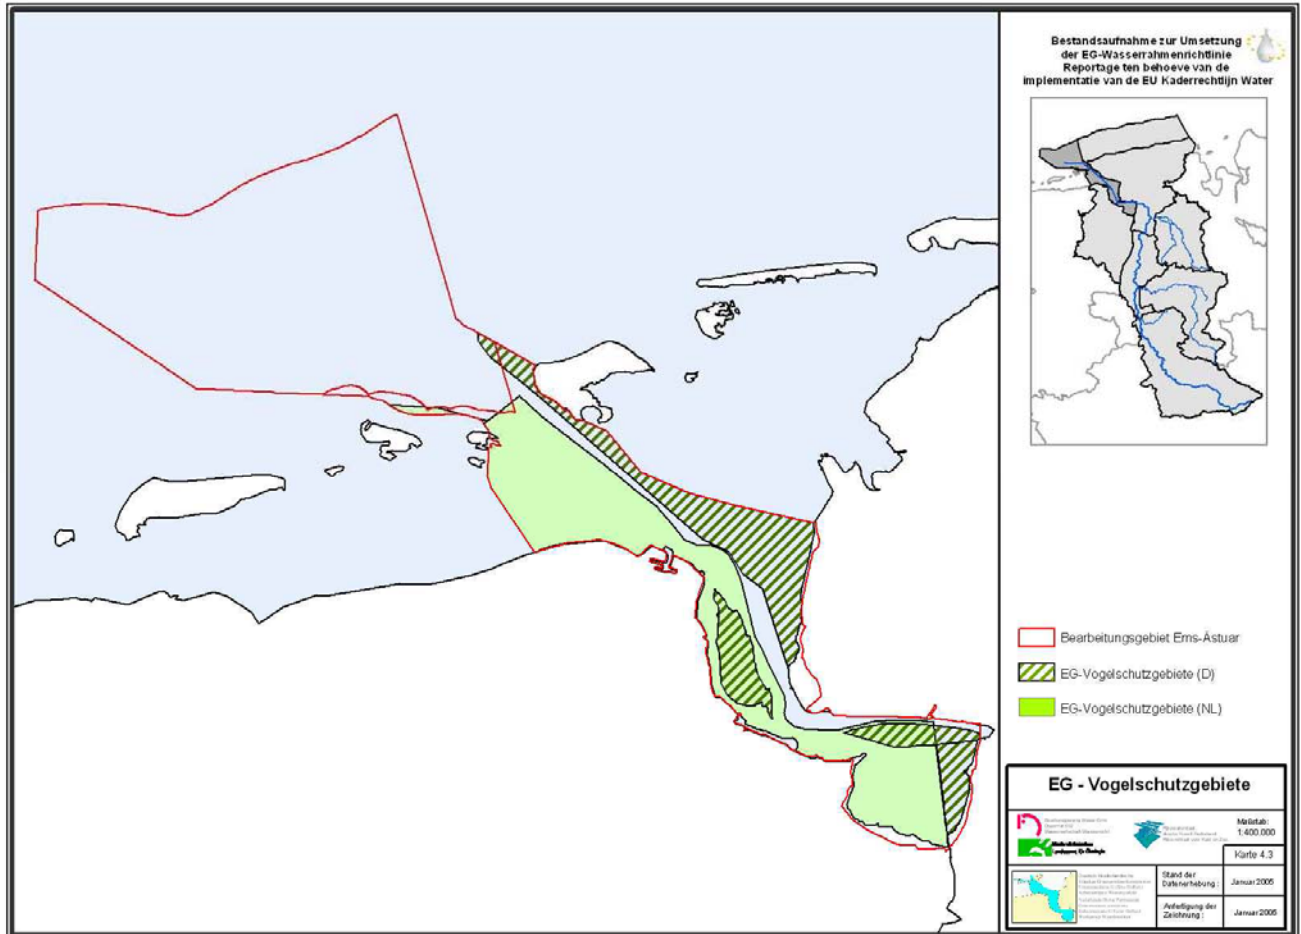 Bestandsaufnahme zur Umsetzung
der EG-Wasserrahmenrichtlinie
Reportage ten behoeve van de
implementatie van de EU Kaderrechtlijn Water
Bearbeitungsgebiet Ems-Ästuar
EG-Vogelschutzgebiete (D)
EG-Vogelschutzgebiete (NL)
EG - Vogelschutzgebiete
Maßstab:
1:400.000
Karte 4.3
Stand der
Datenerhebung :
Januar 2005
Anfertigung der
Zeichnung :
Januar 2005